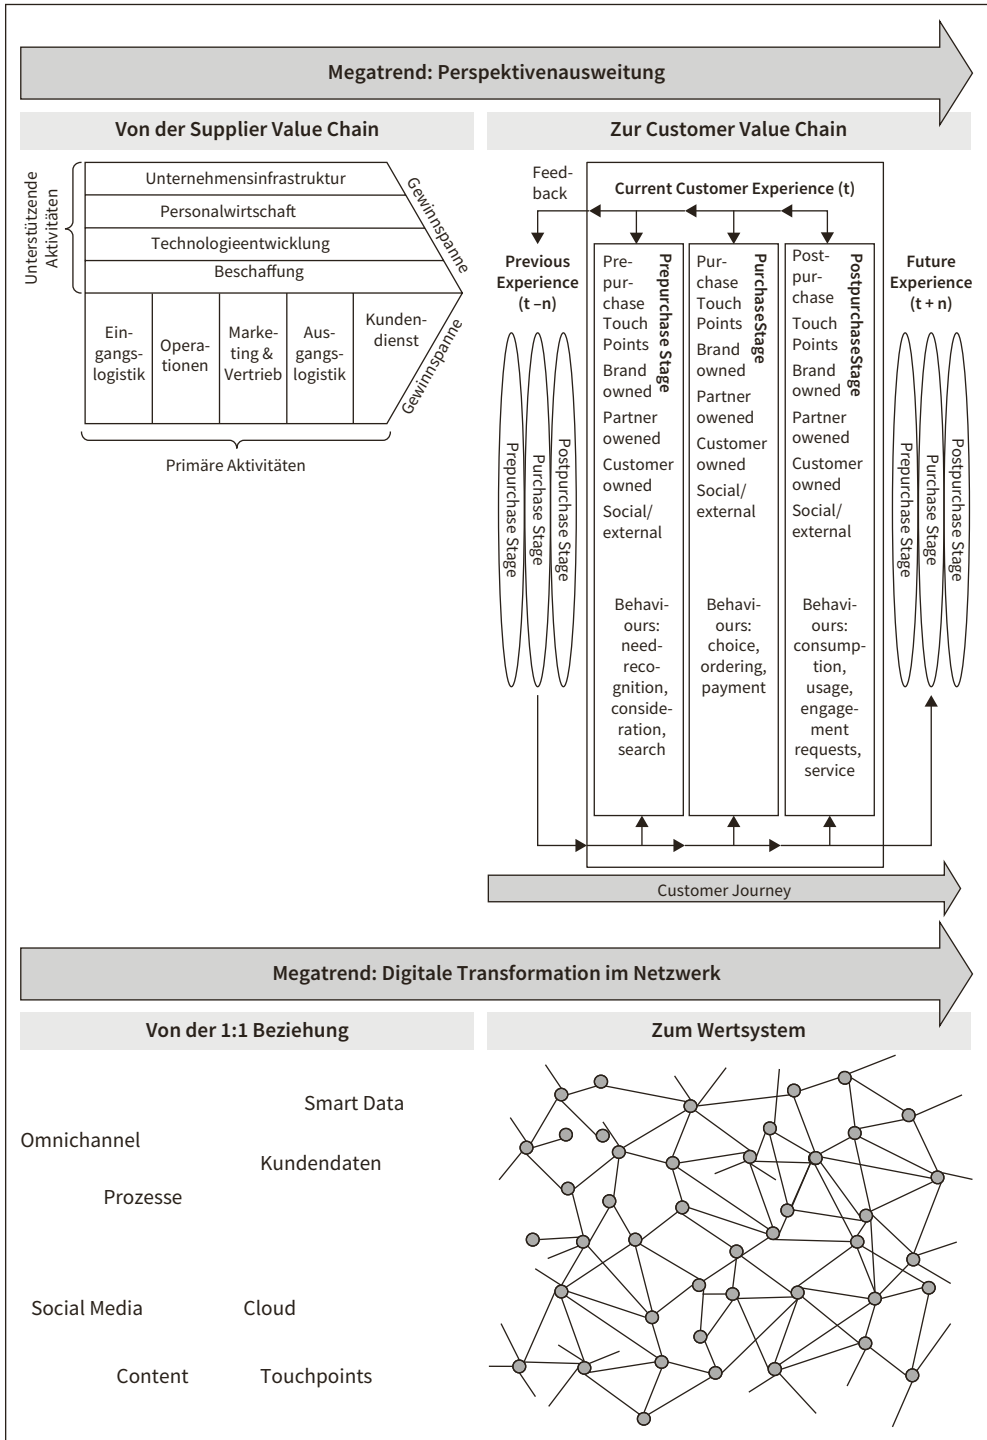 Megatrend: Perspektivenausweitung
Von der Supplier Value Chain
Unterstützende
Aktivitäten
Unternehmensinfrastruktur
Personalwirtschaft
Technologieentwicklung
Beschaffung
Gewinnspanne
Ein-
gangs-
logistik
Opera-
tionen
Marke-
ting &
Vertrieb
Aus-
gangs-
logistik
Kunden-
dienst
Gewinnspanne
Primäre Aktivitäten
Zur Customer Value Chain
Feed-
back
Current Customer Experience (t)
Previous
Experience
(t –n)
Prepurchase Stage
Purchase Stage
Postpurchase Stage
Pre-
pur-
chase
Touch
Points
Brand
owned
Partner
owened
Customer
owned
Social/
external
Prepurchase Stage
Behavi-
ours:
need-
reco-
gnition,
conside-
ration,
search
Pur-
chase
Touch
Points
Brand
owned
Partner
owened
Customer
owned
Social/
external
PurchaseStage
Behavi-
ours:
choice,
ordering,
payment
Post-
pur-
chase
Touch
Points
Brand
owned
Partner
owened
Customer
owned
Social/
external
PostpurchaseStage
Behavi-
ours:
consump-
tion,
usage,
engage-
ment
requests,
service
Future
Experience
(t + n)
Prepurchase Stage
Purchase Stage
Postpurchase Stage
Customer Journey
Megatrend: Digitale Transformation im Netzwerk
Von der 1:1 Beziehung
Smart Data
Omnichannel
Kundendaten
Prozesse
Social Media
Cloud
Content
Touchpoints
Zum Wertsystem